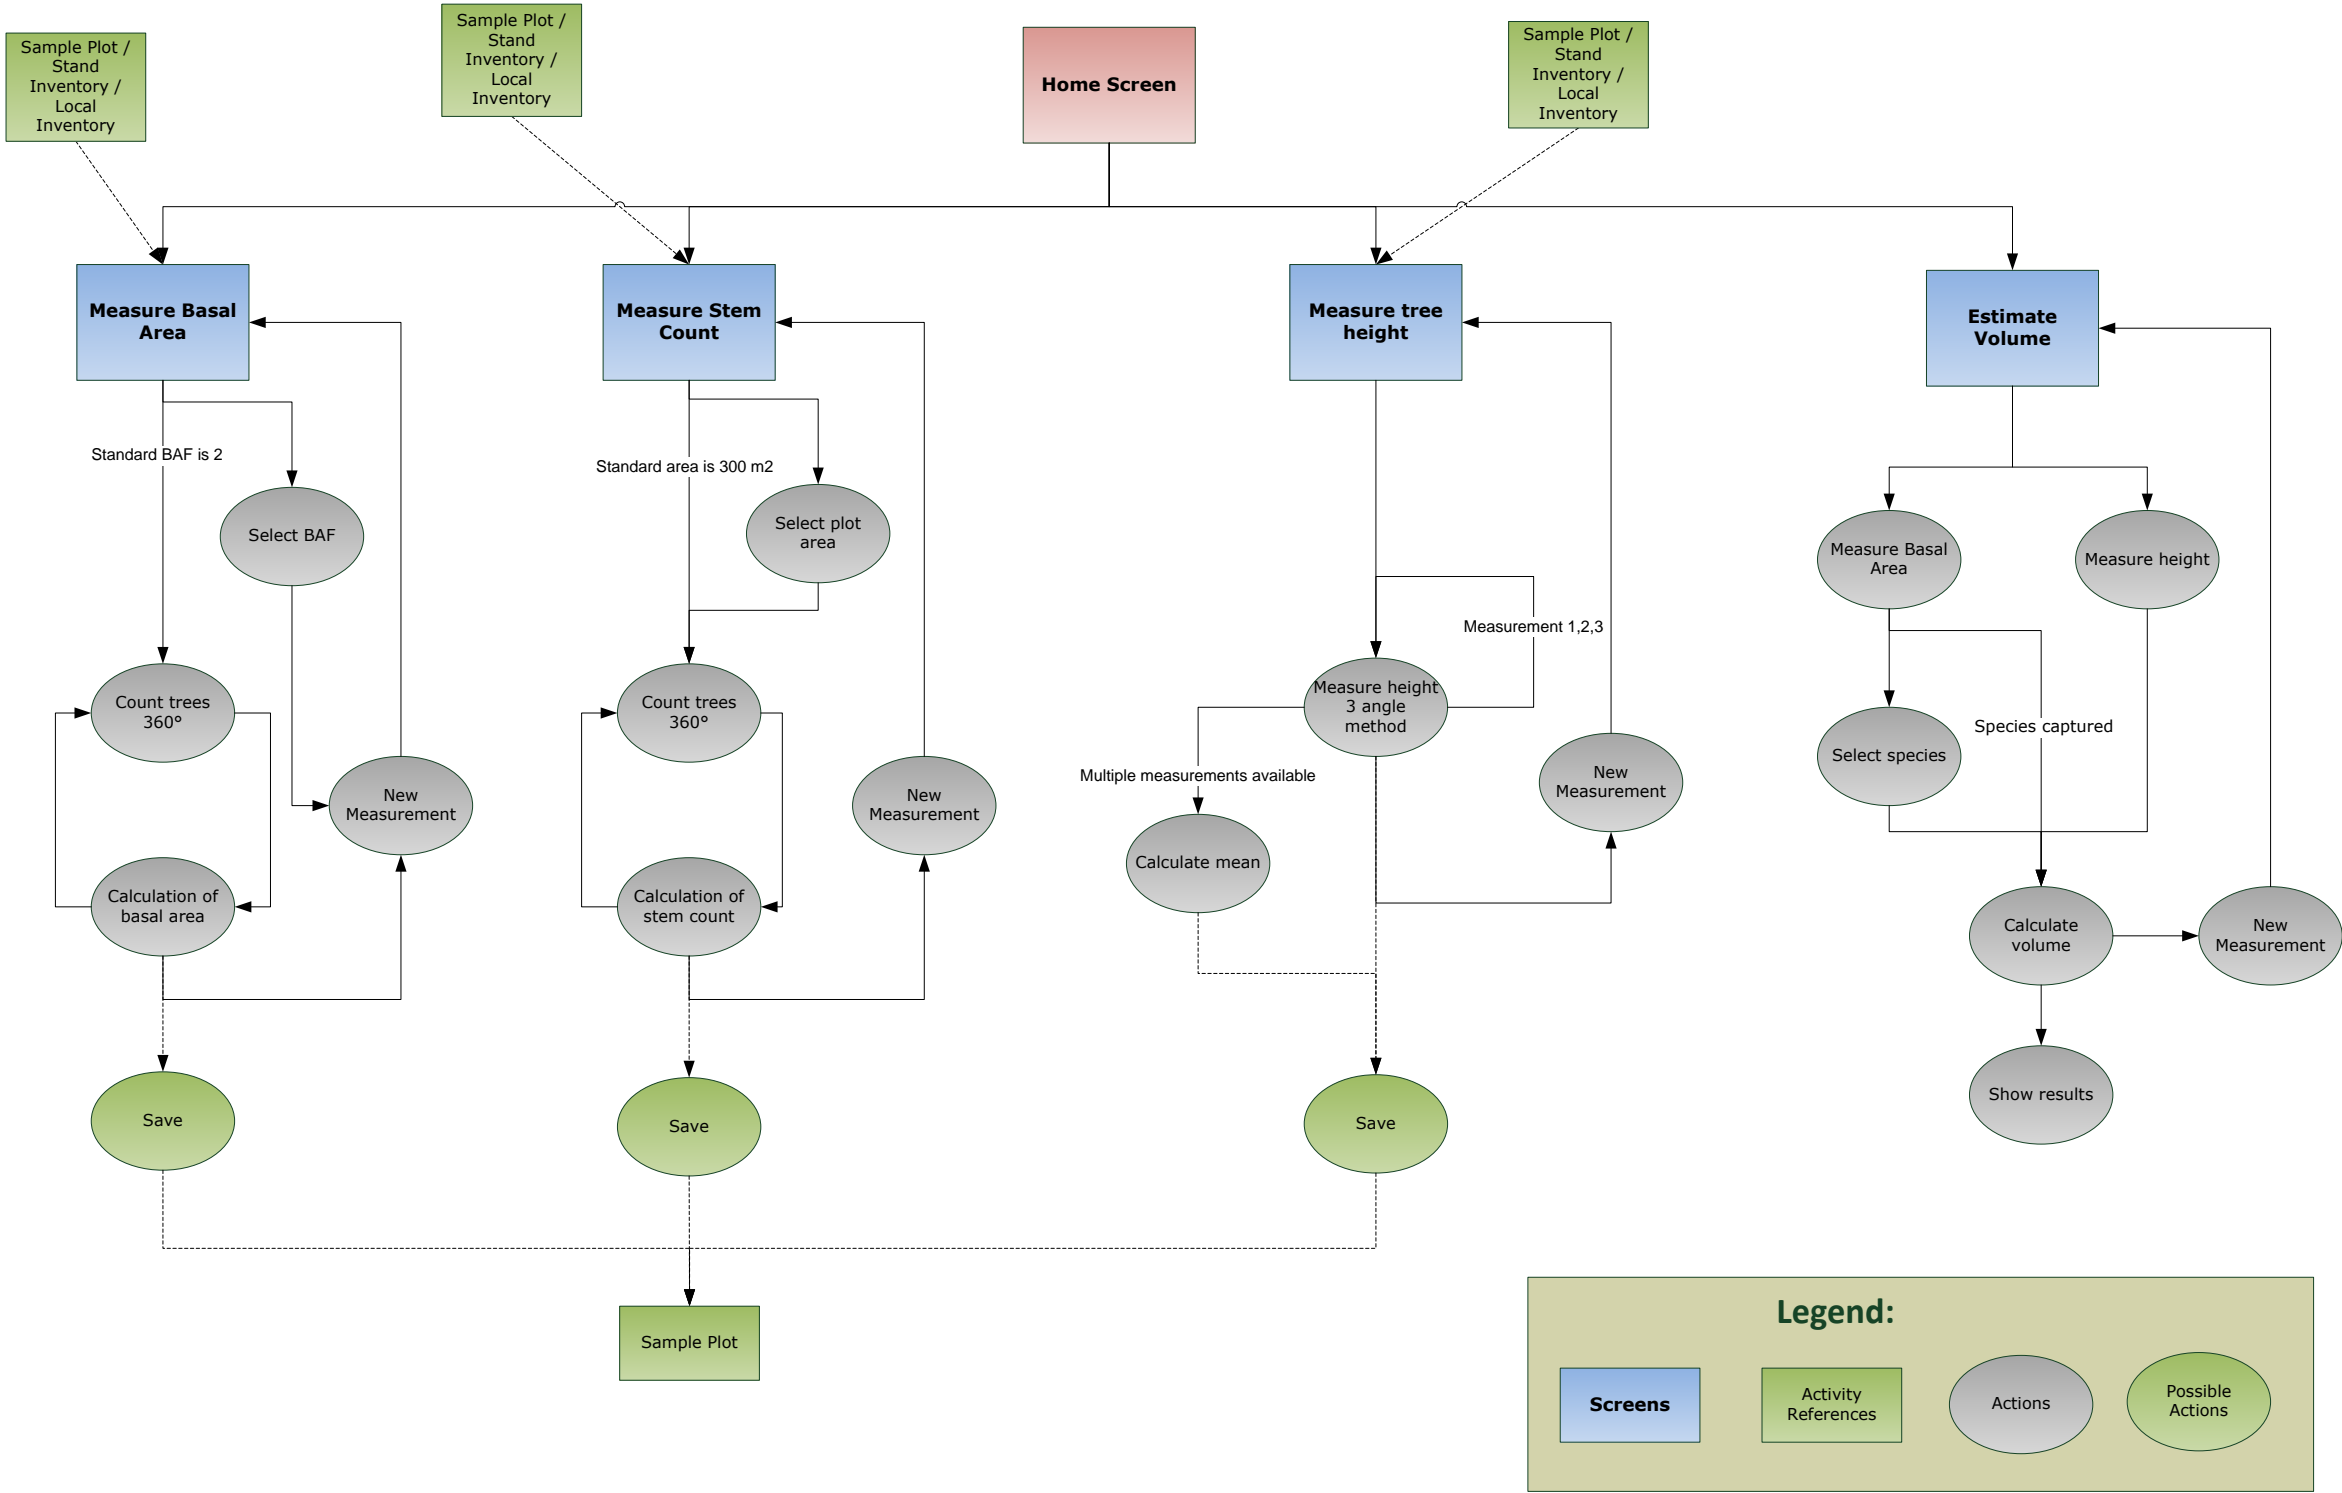 Sample Plot /
Stand
Inventory /
Local
Inventory
Sample Plot /
Stand
Inventory /
Local
Inventory
Home Screen
Sample Plot /
Stand
Inventory /
Local
Inventory
Measure Basal
Area
Measure Stem
Count
Measure tree
height
Estimate
Volume
Standard BAF is 2
Select BAF
Count trees
360°
New
Measurement
Calculation of
basal area
Save
Standard area is 300 m2
Select plot
area
Count trees
360°
New
Measurement
Calculation of
stem count
Save
Measurement 1,2,3
Measure height
3 angle
method
Multiple measurements available
New
Measurement
Calculate mean
Save
Measure Basal
Area
Measure height
Species captured
Select species
Calculate
volume
New
Measurement
Show results
Sample Plot
Legend:
Screens
Activity
References
Actions
Possible
Actions